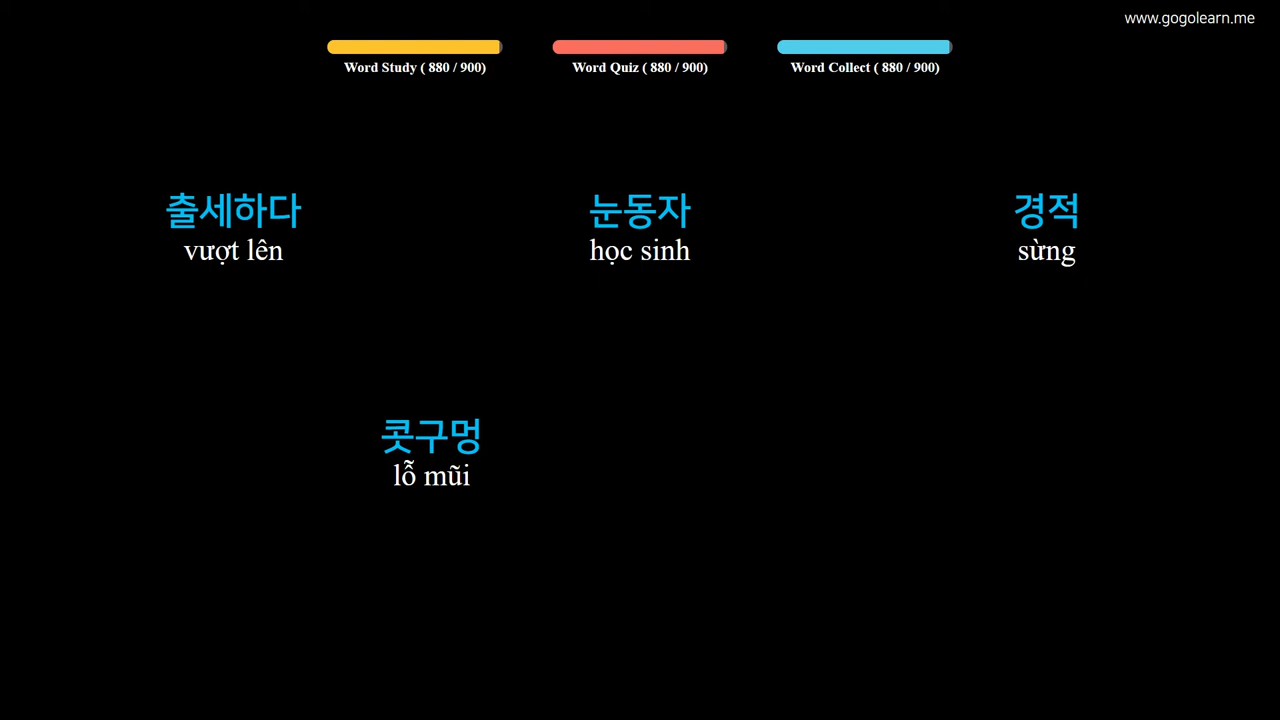 www.gogolearn.me
Word Study ( 880 / 900)
Word Quiz ( 880 / 900)
Word Collect ( 880 / 900)
출세하다
vượt lên
눈동자
học sinh
경적
sừng
콧구멍
lỗ mũi